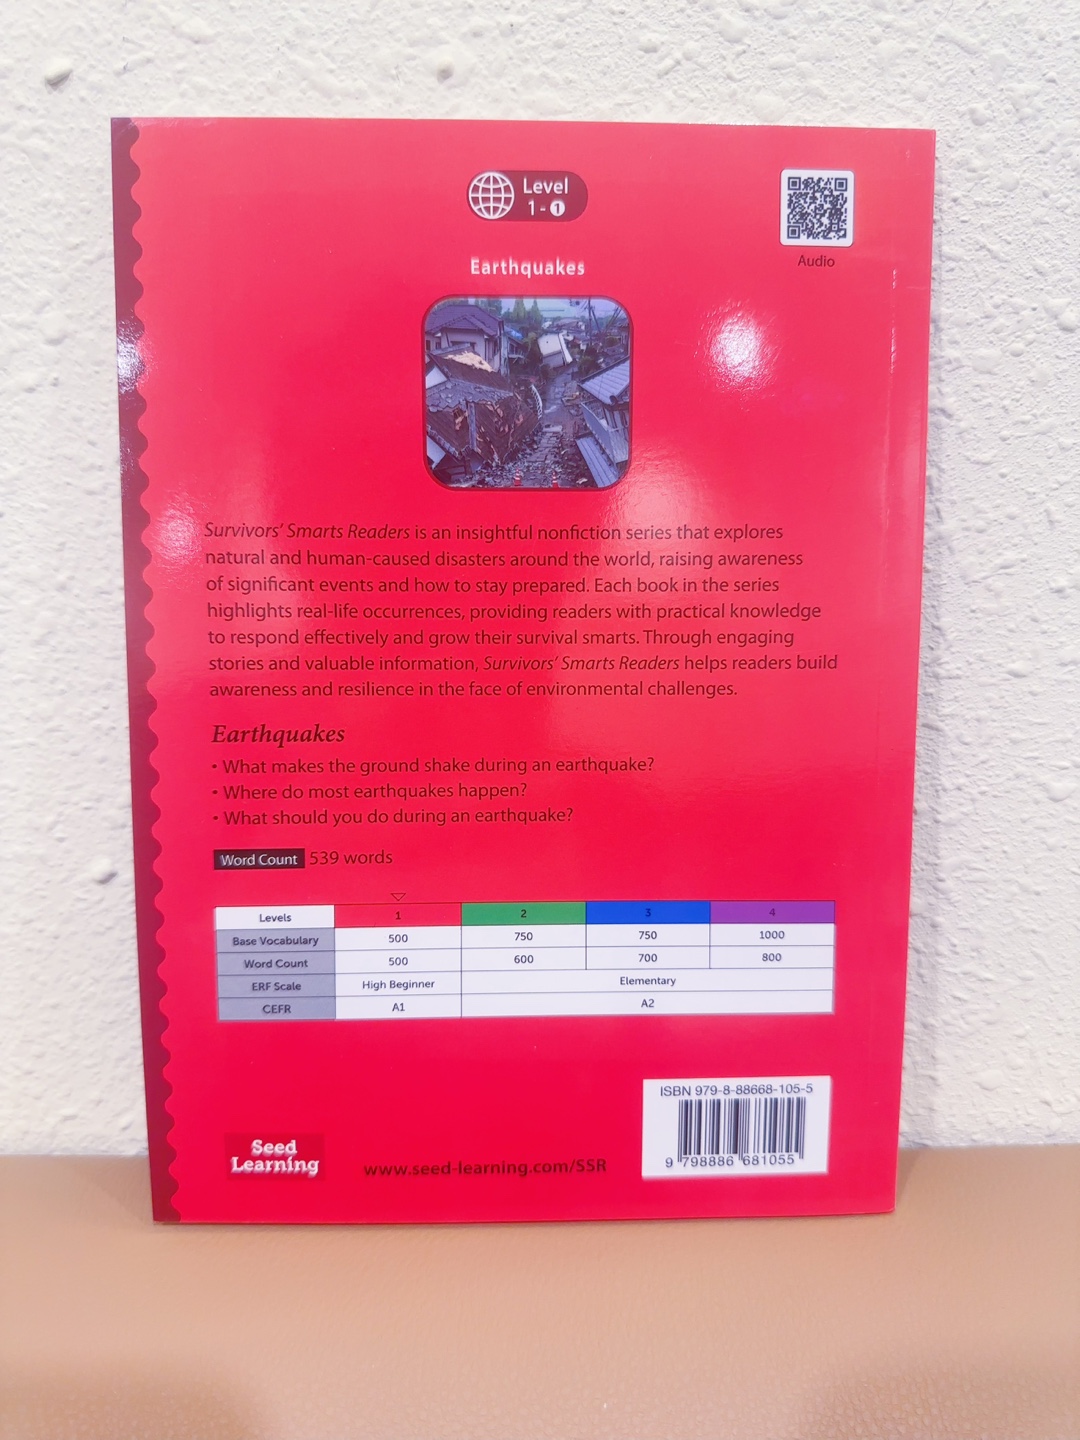 Level
1-1
Audio
Earthquakes
Survivors' Smarts Readers is an insightful nonfiction series that explores
natural and human-caused disasters around the world, raising awareness
of significant events and how to stay prepared. Each book in the series
highlights real-life occurrences, providing readers with practical knowledge
to respond effectively and grow their survival smarts. Through engaging
stories and valuable information, Survivors' Smarts Readers helps readers build
awareness and resilience in the face of environmental challenges.
Earthquakes
• What makes the ground shake during an earthquake?
• Where do most earthquakes happen?
• What should you do during an earthquake?
Word Count 539 words
Levels 1 2 3 4
Base Vocabulary 500 750 750 1000
Word Count 500 600 700 800
ERF Scale High Beginner Elementary
CEFR A1 A2
ISBN 979-8-88668-105-5
9 798886 681055
Seed
Learning
www.seed-learning.com/SSR